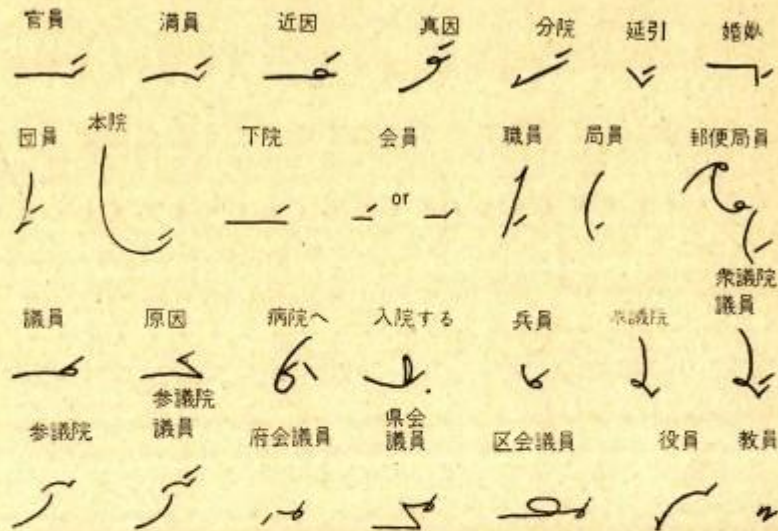 官員 満員 近因 真因 分院 延引 婚姻
団員 本院 下院 会員 職員 局員 郵便局員
or
議員 原因 病院へ 入院する 兵員 衆議院 衆議院議員
参議院 参議院議員 府会議員 県会議員 区会議員 役員 教員